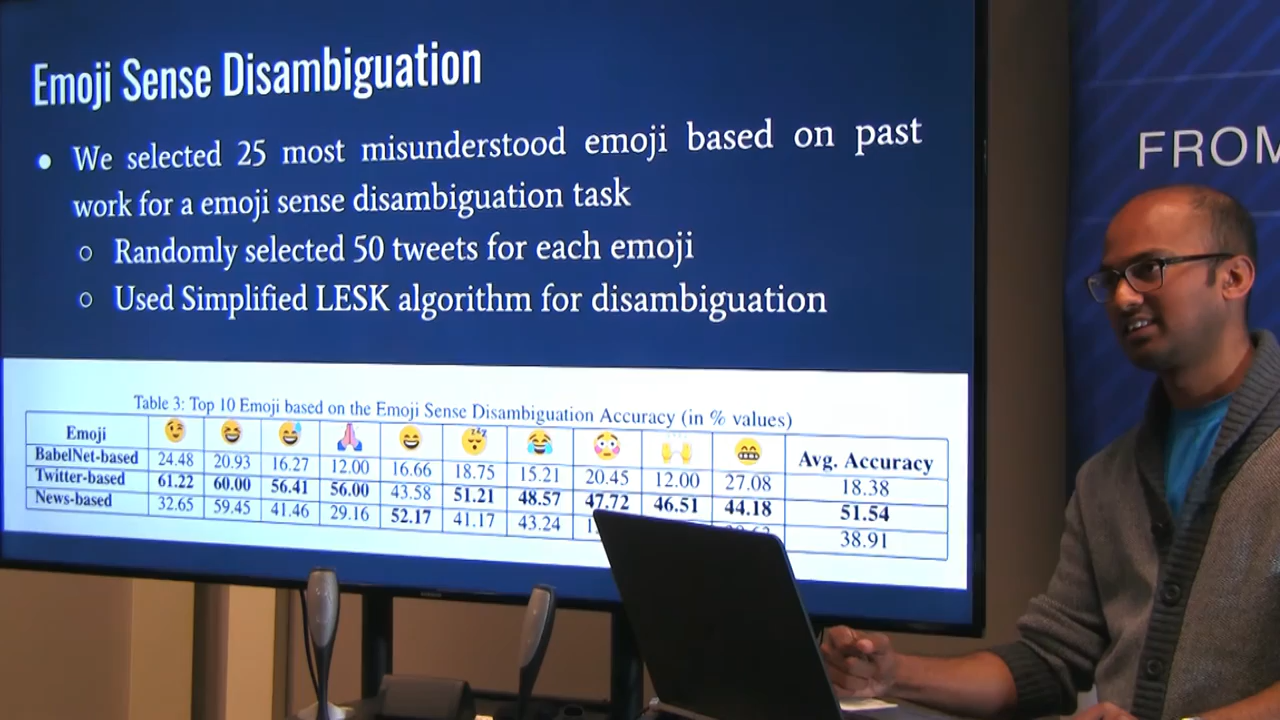 Emoji Sense Disambiguation
● We selected 25 most misunderstood emoji based on past
work for a emoji sense disambiguation task
○ Randomly selected 50 tweets for each emoji
○ Used Simplified LESK algorithm for disambiguation
Table 3: Top 10 Emoji based on the Emoji Sense Disambiguation Accuracy (in % values)
Emoji 😉 😆 😅 🙏 😄 😴 😂 😳 🙌 😁 Avg. Accuracy
BabelNet-based 24.48 20.93 16.27 12.00 16.66 18.75 15.21 20.45 12.00 27.08 18.38
Twitter-based 61.22 60.00 56.41 56.00 43.58 51.21 48.57 47.72 46.51 44.18 51.54
News-based 32.65 59.45 41.46 29.16 52.17 41.17 43.24 38.91
FROM